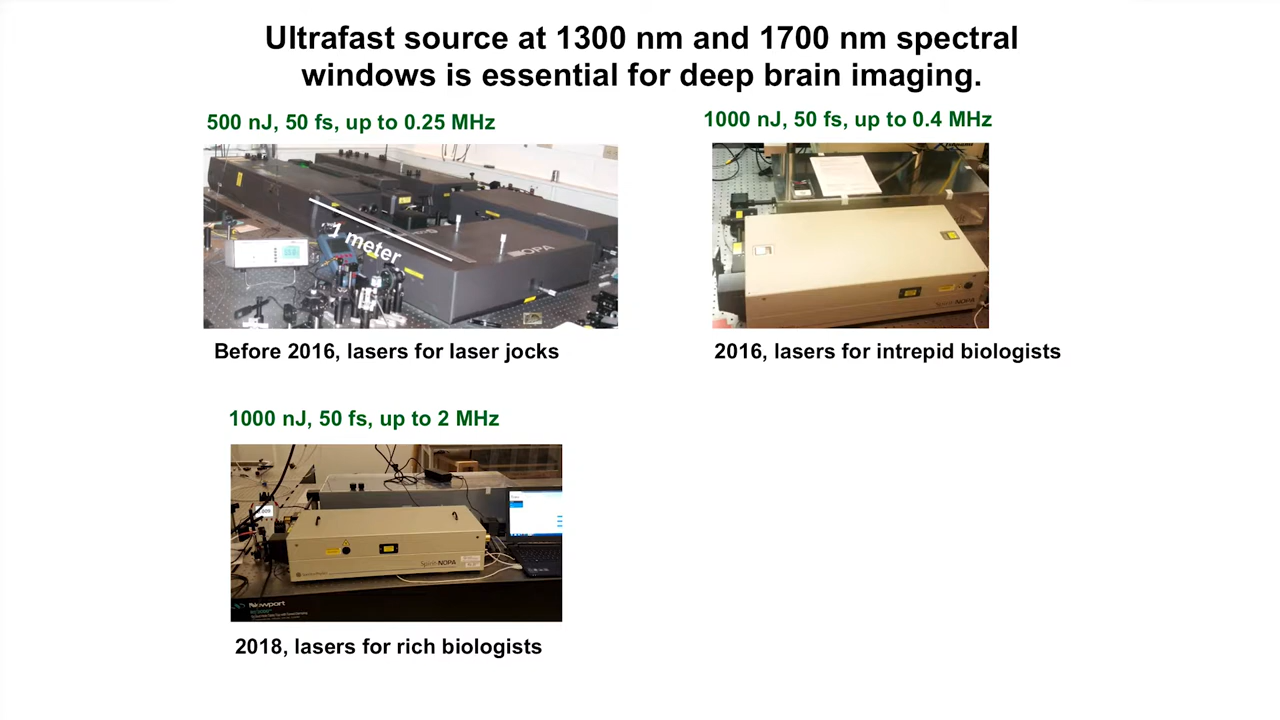 Ultrafast source at 1300 nm and 1700 nm spectral
windows is essential for deep brain imaging.
500 nJ, 50 fs, up to 0.25 MHz
1000 nJ, 50 fs, up to 0.4 MHz
1 meter
OPA
Spirit-NOPA
Before 2016, lasers for laser jocks
2016, lasers for intrepid biologists
1000 nJ, 50 fs, up to 2 MHz
Spirit-NOPA
Newport
2018, lasers for rich biologists